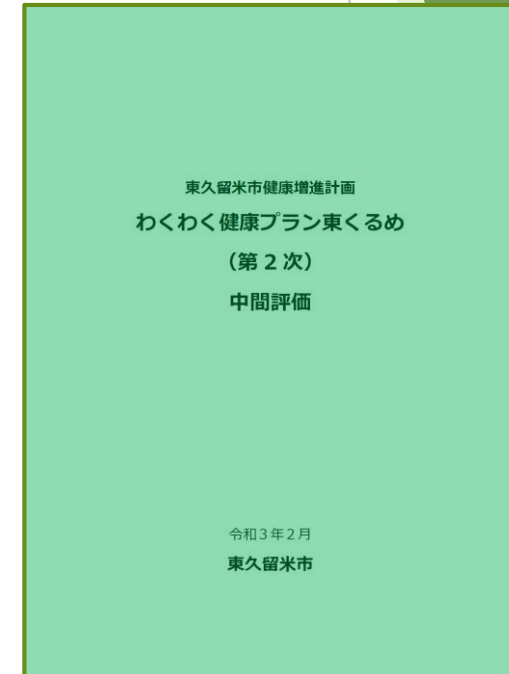 東久留米市健康増進計画
わくわく健康プラン東くるめ
（第２次）
中間評価
令和３年２月
東久留米市